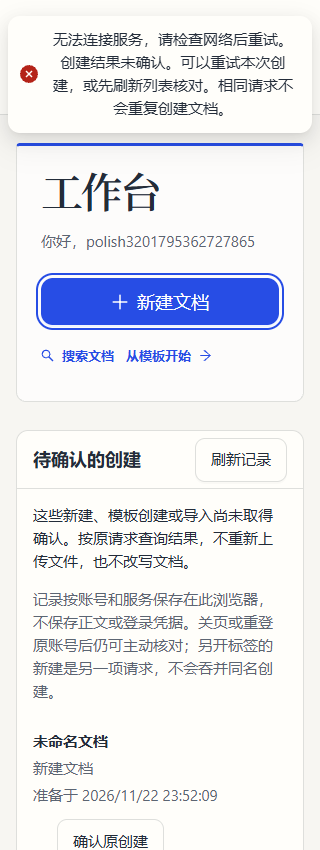 无法连接服务，请检查网络后重试。
创建结果未确认。可以重试本次创
建，或先刷新列表核对。相同请求不
会重复创建文档。
工作台
你好，polish3201795362727865
新建文档
搜索文档 从模板开始
待确认的创建
刷新记录
这些新建、模板创建或导入尚未取得
确认。按原请求查询结果，不重新上
传文件，也不改写文档。
记录按账号和服务保存在此浏览器，
不保存正文或登录凭据。关页或重登
原账号后仍可主动核对；另开标签的
新建是另一项请求，不会吞并同名创
建。
未命名文档
新建文档
准备于 2026/11/22 23:52:09
确认原创建